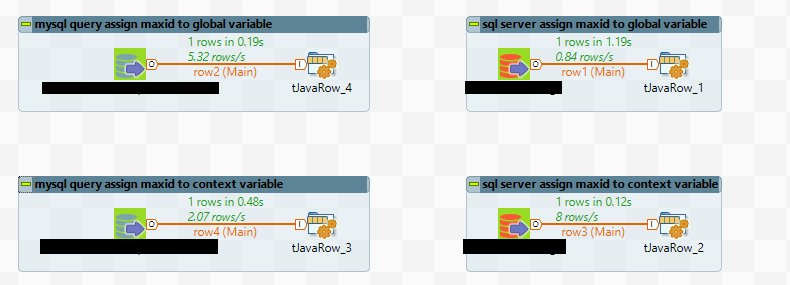 mysql query assign maxid to global variable
1 rows in 0.19s
5.32 rows/s
row2 (Main)
O
I
tJavaRow_4
sql server assign maxid to global variable
1 rows in 1.19s
0.84 rows/s
row1 (Main)
O
I
tJavaRow_1
mysql query assign maxid to context variable
1 rows in 0.48s
2.07 rows/s
row4 (Main)
O
I
tJavaRow_3
sql server assign maxid to context variable
1 rows in 0.12s
8 rows/s
row3 (Main)
O
I
tJavaRow_2